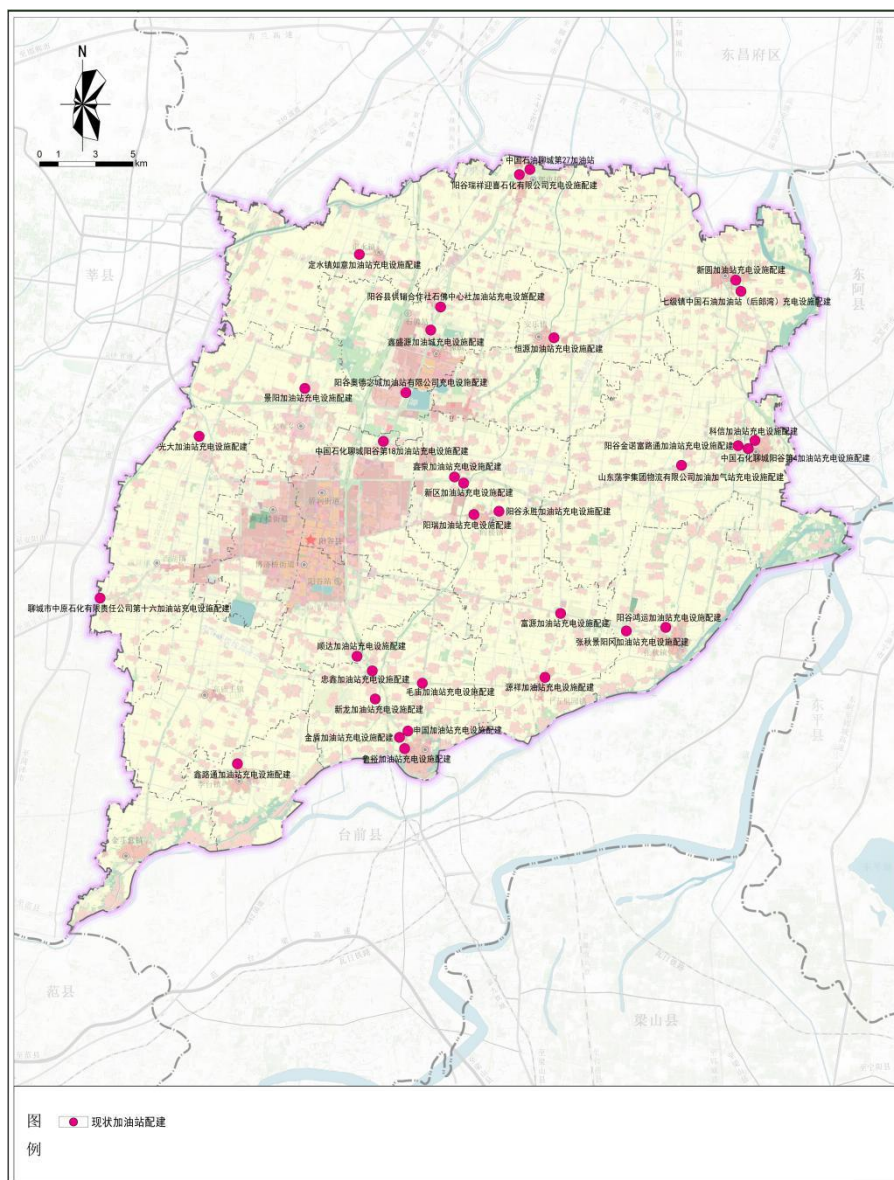 东昌府区
N
0 1 3 5
km
中国石油聊城第27加油站
阳谷瑞祥迎喜石化有限公司充电设施配建
莘县
东阿县
定水镇如意加油站充电设施配建
新圆加油站充电设施配建
七级镇中国石油加油站（后郎湾）充电设施配建
阳谷县供销合作社石佛中心社加油站充电设施配建
鑫盛源加油城充电设施配建
恒源加油站充电设施配建
阳谷奥德宓城加油站有限公司充电设施配建
景阳加油站充电设施配建
光大加油站充电设施配建
科信加油站充电设施配建
阳谷金诺富路通加油站充电设施配建
中国石化聊城阳谷第18加油站充电设施配建
中国石化聊城阳谷第4加油站充电设施配建
山东荡宇集团物流有限公司加油加气站充电设施配建
鑫泉加油站充电设施配建
新区加油站充电设施配建
阳谷永胜加油站充电设施配建
阳瑞加油站充电设施配建
聊城市中原石化有限责任公司第十六加油站充电设施配建
富源加油站充电设施配建
阳谷鸿运加油站充电设施配建
张秋景阳冈加油站充电设施配建
顺达加油站充电设施配建
忠鑫加油站充电设施配建
源祥加油站充电设施配建
毛庙加油站充电设施配建
新龙加油站充电设施配建
东平县
申国加油站充电设施配建
金盾加油站充电设施配建
鲁裕加油站充电设施配建
鑫路通加油站充电设施配建
台前县
范县
梁山县
图
例
现状加油站配建